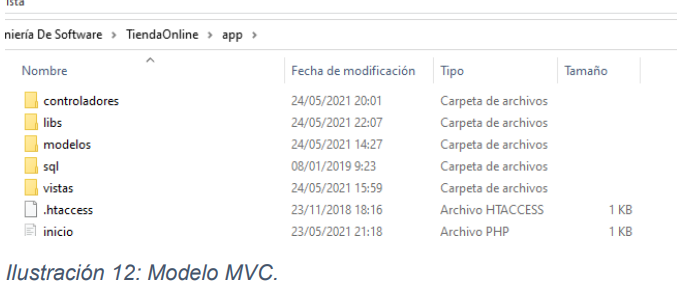 ista
niería De Software > TiendaOnline > app >
Nombre Fecha de modificación Tipo Tamaño
controladores 24/05/2021 20:01 Carpeta de archivos
libs 24/05/2021 22:07 Carpeta de archivos
modelos 24/05/2021 14:27 Carpeta de archivos
sql 08/01/2019 9:23 Carpeta de archivos
vistas 24/05/2021 15:59 Carpeta de archivos
.htaccess 23/11/2018 18:16 Archivo HTACCESS 1 KB
inicio 23/05/2021 21:18 Archivo PHP 1 KB
Ilustración 12: Modelo MVC.